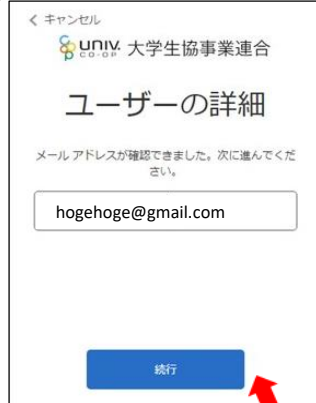 < キャンセル
univ. 大学生協事業連合
CO-OP
ユーザーの詳細
メール アドレスが確認できました。次に進んでくだ
さい。
hogehoge@gmail.com
続行